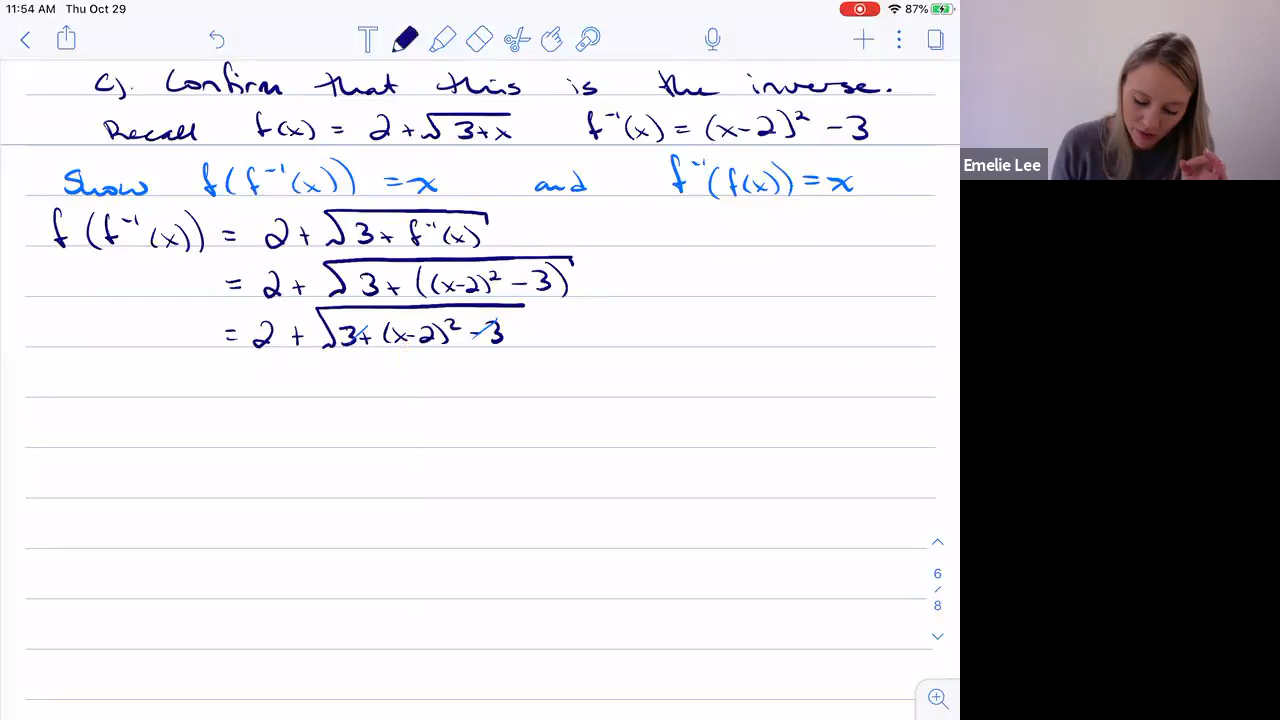 11:54 AM Thu Oct 29 87%
T
c). Confirm that this is the inverse.
Recall f(x) = 2+√(3+x) f⁻¹(x) = (x-2)² -3
Show f(f⁻¹(x)) = x and f⁻¹(f(x)) = x
f(f⁻¹(x)) = 2+√(3+f⁻¹(x))
= 2+√(3+((x-2)² -3))
= 2+√(3+(x-2)² -3)
Emelie Lee
6
/
8